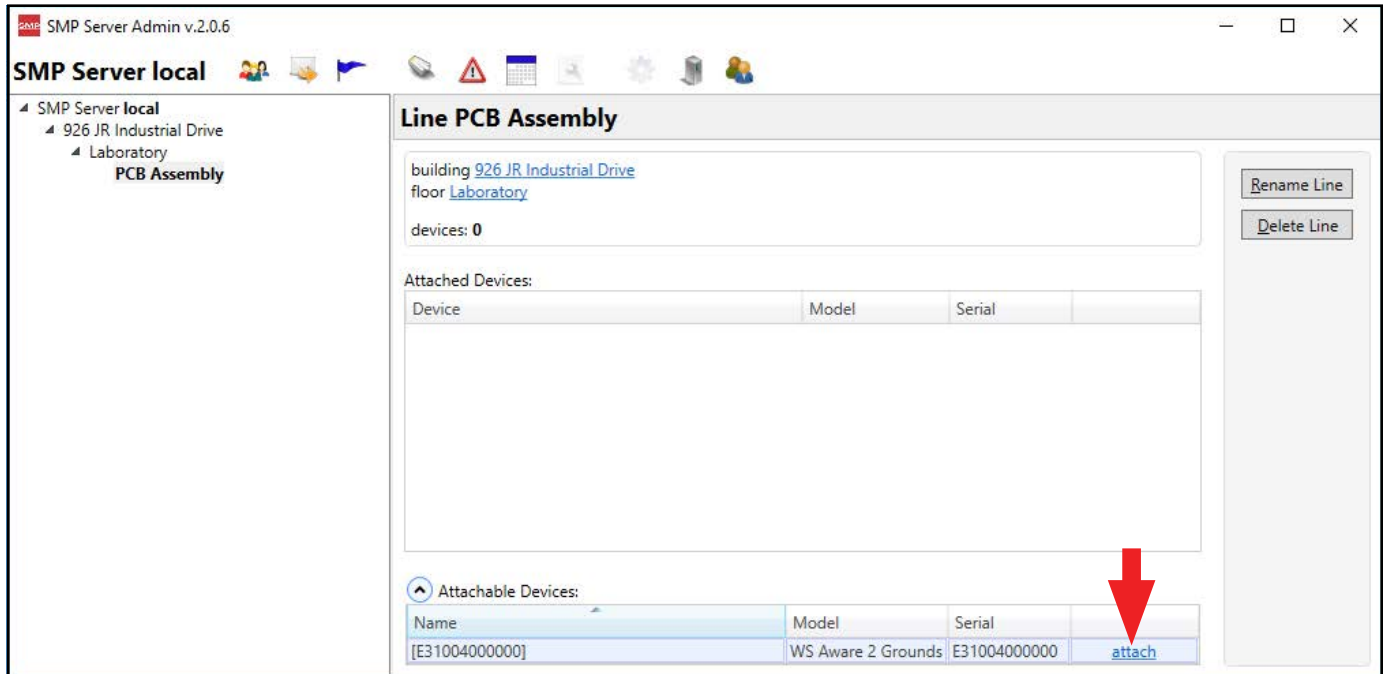 SMP SMP Server Admin v.2.0.6
SMP Server local
SMP Server local
926 JR Industrial Drive
Laboratory
PCB Assembly
Line PCB Assembly
building 926 JR Industrial Drive
floor Laboratory
devices: 0
Rename Line
Delete Line
Attached Devices:
Device Model Serial
Attachable Devices:
Name Model Serial
[E31004000000] WS Aware 2 Grounds E31004000000 attach